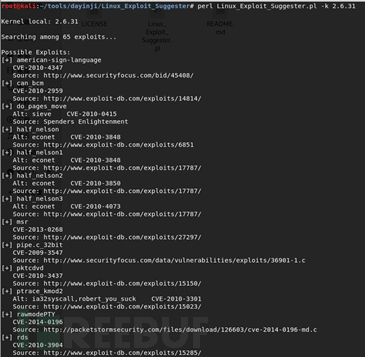 root@kali:~/tools/dayinji/Linux_Exploit_Suggester# perl Linux_Exploit_Suggester.pl -k 2.6.31
Kernel local: 2.6.31
Searching among 65 exploits...
Possible Exploits:
[+] american-sign-language
CVE-2010-4347
Source: http://www.securityfocus.com/bid/45408/
[+] can_bcm
CVE-2010-2959
Source: http://www.exploit-db.com/exploits/14814/
[+] do_pages_move
Alt: sieve CVE-2010-0415
Source: Spenders Enlightenment
[+] half_nelson
Alt: econet CVE-2010-3848
Source: http://www.exploit-db.com/exploits/6851
[+] half_nelson1
Alt: econet CVE-2010-3848
Source: http://www.exploit-db.com/exploits/17787/
[+] half_nelson2
Alt: econet CVE-2010-3850
Source: http://www.exploit-db.com/exploits/17787/
[+] half_nelson3
Alt: econet CVE-2010-4073
Source: http://www.exploit-db.com/exploits/17787/
[+] msr
CVE-2013-0268
Source: http://www.exploit-db.com/exploits/27297/
[+] pipe.c_32bit
CVE-2009-3547
Source: http://www.securityfocus.com/data/vulnerabilities/exploits/36901-1.c
[+] pktcdvd
CVE-2010-3437
Source: http://www.exploit-db.com/exploits/15150/
[+] ptrace_kmod2
Alt: ia32syscall,robert_you_suck CVE-2010-3301
Source: http://www.exploit-db.com/exploits/15023/
[+] rawmodePTY
CVE-2014-0196
Source: http://packetstormsecurity.com/files/download/126603/cve-2014-0196-md.c
[+] rds
CVE-2010-3904
Source: http://www.exploit-db.com/exploits/15285/
LICENSE
Linux_
Exploit_
Suggester.
pl
README.
md
REEBUF